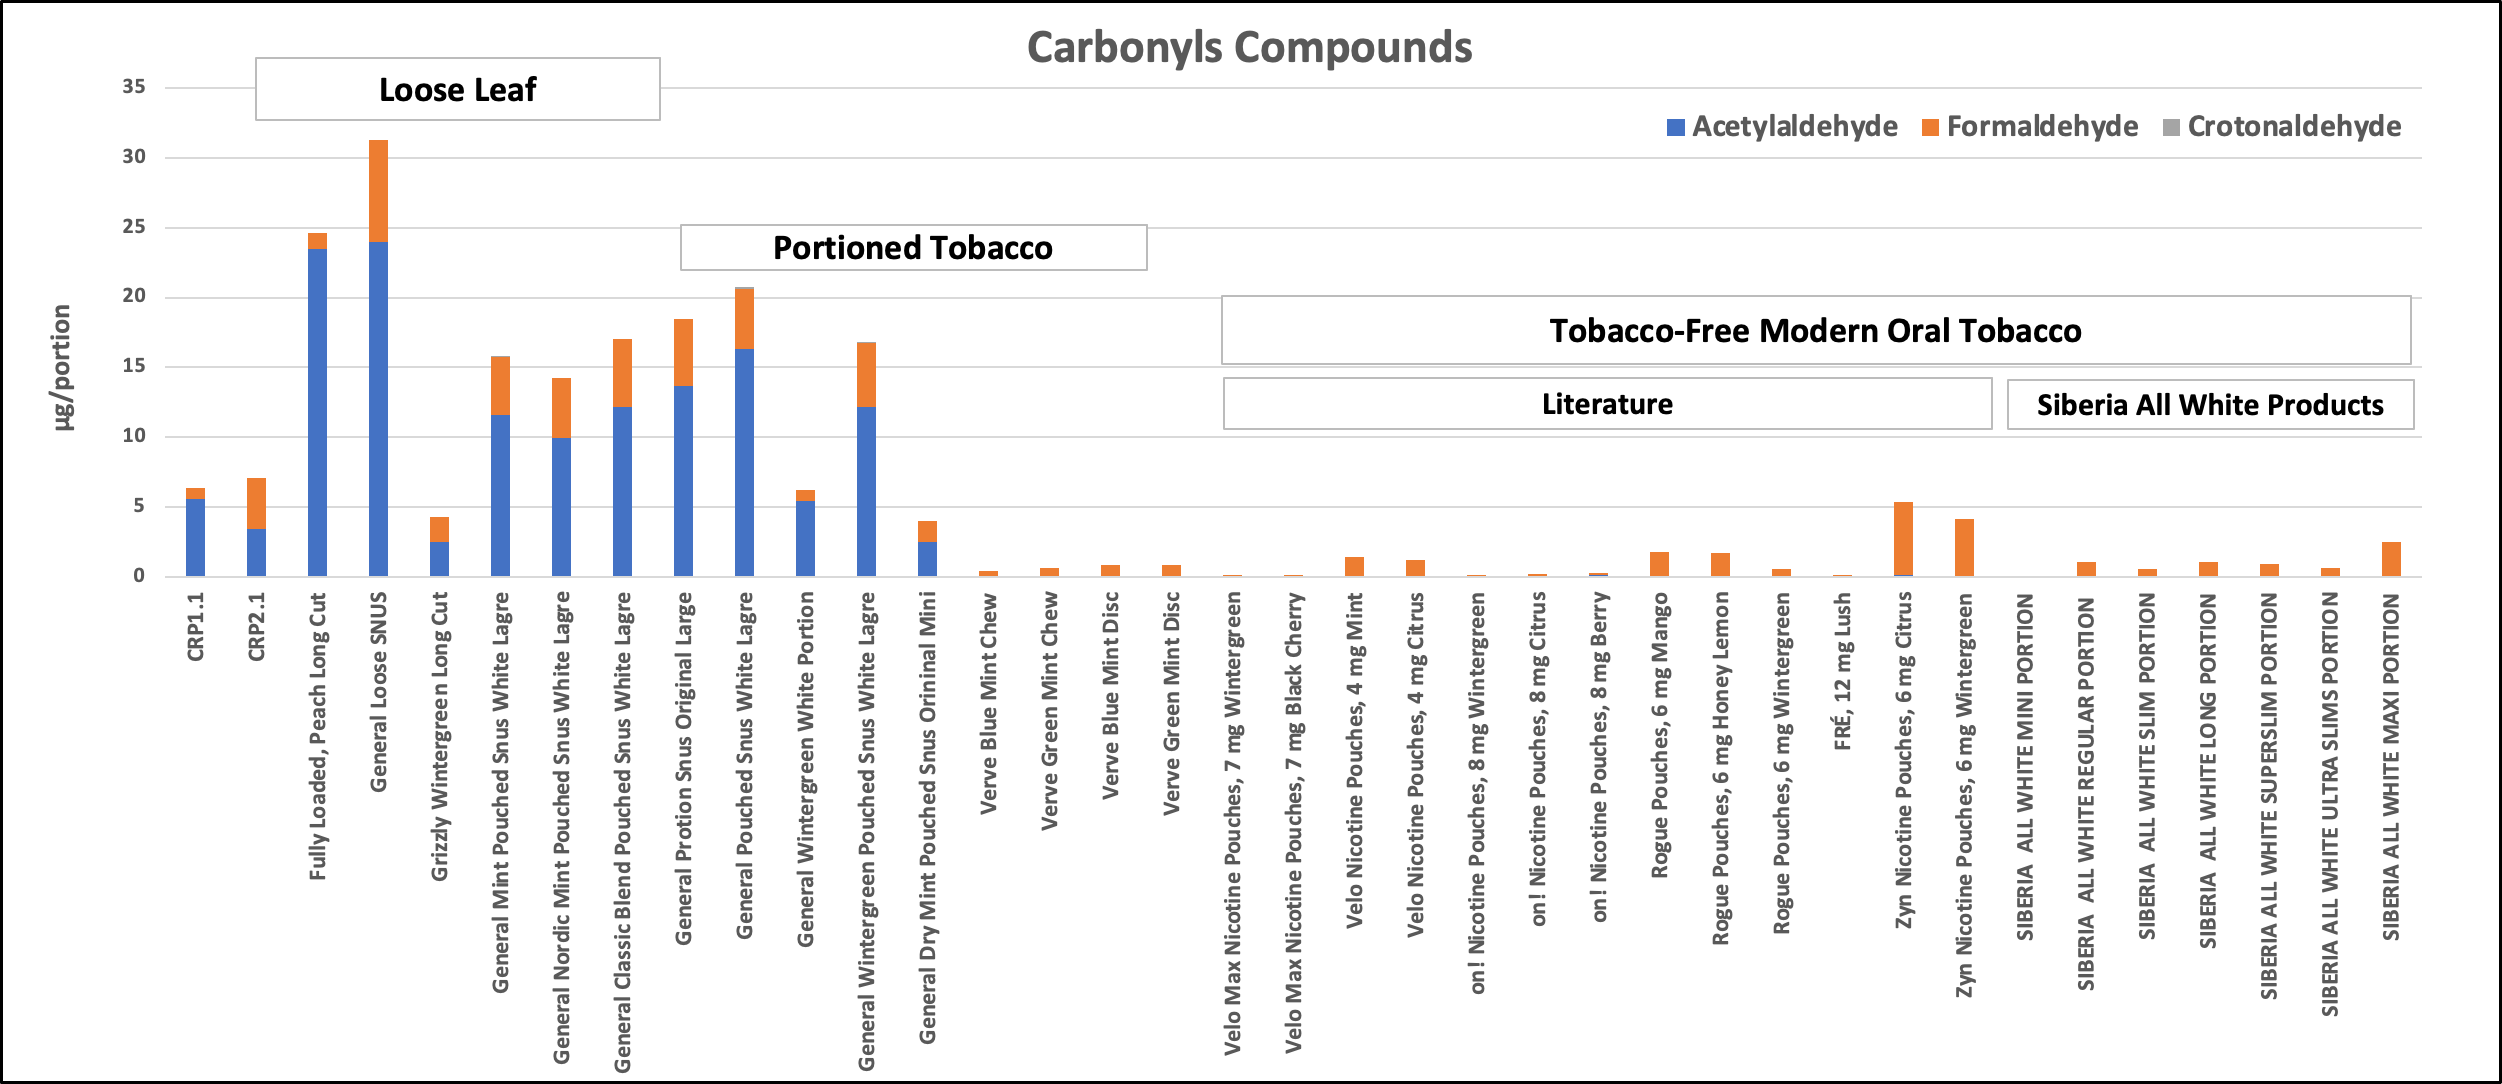 Carbonyls Compounds
Loose Leaf
Acetylaldehyde
Formaldehyde
Crotonaldehyde
Portioned Tobacco
Tobacco-Free Modern Oral Tobacco
Literature
Siberia All White Products
µg/portion
35
30
25
20
15
10
5
0
CRP1.1
CRP2.1
Fully Loaded, Peach Long Cut
General Loose SNUS
Grizzly Wintergreen Long Cut
General Mint Pouched Snus White Lagre
General Nordic Mint Pouched Snus White Lagre
General Classic Blend Pouched Snus White Lagre
General Protion Snus Original Large
General Pouched Snus White Lagre
General Wintergreen White Portion
General Wintergreen Pouched Snus White Lagre
General Dry Mint Pouched Snus Orininal Mini
Verve Blue Mint Chew
Verve Green Mint Chew
Verve Blue Mint Disc
Verve Green Mint Disc
Velo Max Nicotine Pouches, 7 mg Wintergreen
Velo Max Nicotine Pouches, 7 mg Black Cherry
Velo Nicotine Pouches, 4 mg Mint
Velo Nicotine Pouches, 4 mg Citrus
on! Nicotine Pouches, 8 mg Wintergreen
on! Nicotine Pouches, 8 mg Citrus
on! Nicotine Pouches, 8 mg Berry
Rogue Pouches, 6 mg Mango
Rogue Pouches, 6 mg Honey Lemon
Rogue Pouches, 6 mg Wintergreen
FRÉ, 12 mg Lush
Zyn Nicotine Pouches, 6 mg Citrus
Zyn Nicotine Pouches, 6 mg Wintergreen
SIBERIA ALL WHITE MINI PORTION
SIBERIA ALL WHITE REGULAR PORTION
SIBERIA ALL WHITE SLIM PORTION
SIBERIA ALL WHITE LONG PORTION
SIBERIA ALL WHITE SUPERSLIM PORTION
SIBERIA ALL WHITE ULTRA SLIMS PORTION
SIBERIA ALL WHITE MAXI PORTION